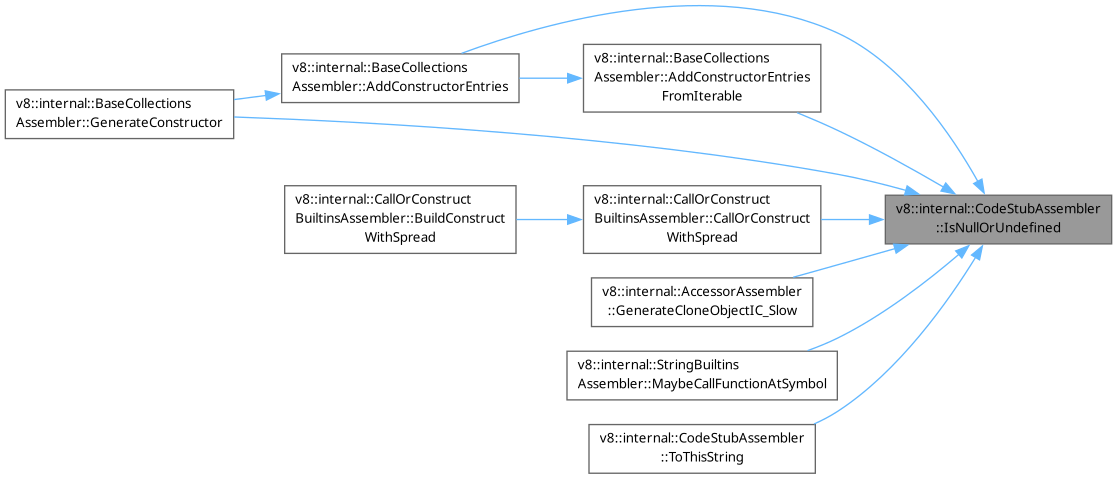 v8::internal::BaseCollections
Assembler::GenerateConstructor
v8::internal::BaseCollections
Assembler::AddConstructorEntries
v8::internal::BaseCollections
Assembler::AddConstructorEntries
FromIterable
v8::internal::CallOrConstruct
BuiltinsAssembler::BuildConstruct
WithSpread
v8::internal::CallOrConstruct
BuiltinsAssembler::CallOrConstruct
WithSpread
v8::internal::CodeStubAssembler
::IsNullOrUndefined
v8::internal::AccessorAssembler
::GenerateCloneObjectIC_Slow
v8::internal::StringBuiltins
Assembler::MaybeCallFunctionAtSymbol
v8::internal::CodeStubAssembler
::ToThisString